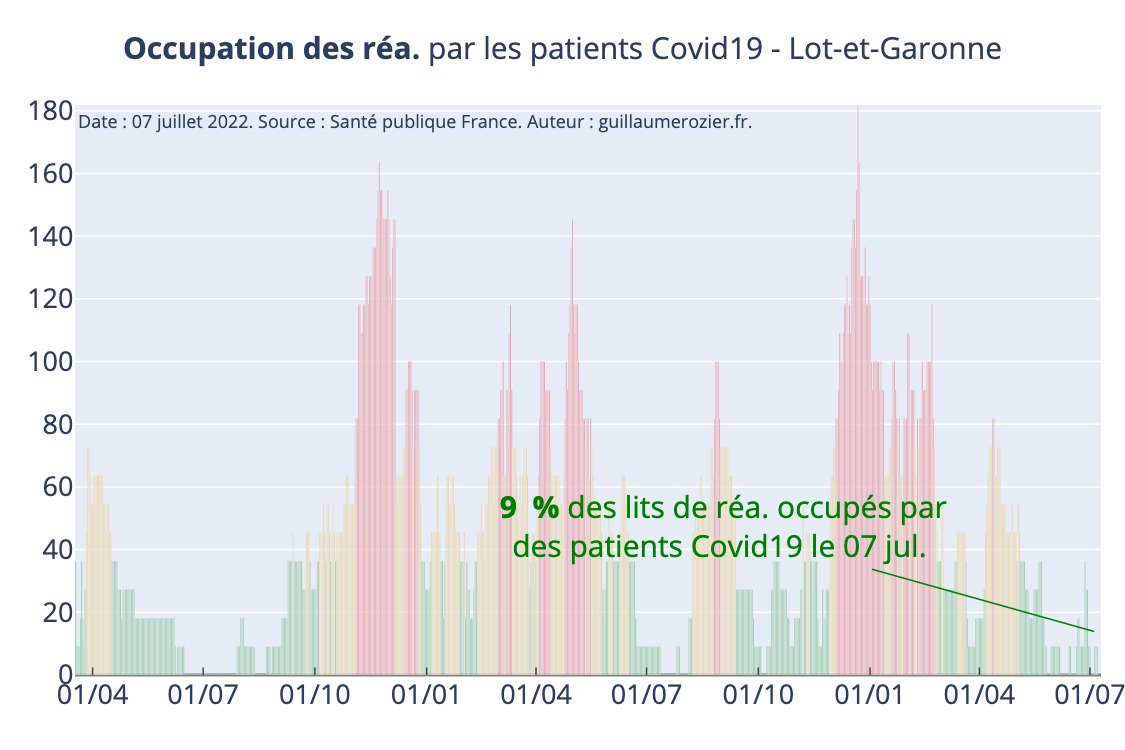 Occupation des réa. par les patients Covid19 - Lot-et-Garonne
180
Date : 07 juillet 2022. Source : Santé publique France. Auteur : guillaumerozier.fr.
160
140
120
100
80
60
9 % des lits de réa. occupés par
des patients Covid19 le 07 jul.
40
20
0
01/04 01/07 01/10 01/01 01/04 01/07 01/10 01/01 01/04 01/07